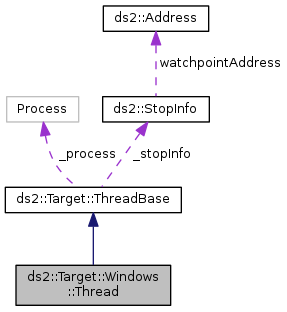 ds2::Address
watchpointAddress
Process
ds2::StopInfo
_process
_stopInfo
ds2::Target::ThreadBase
ds2::Target::Windows
::Thread